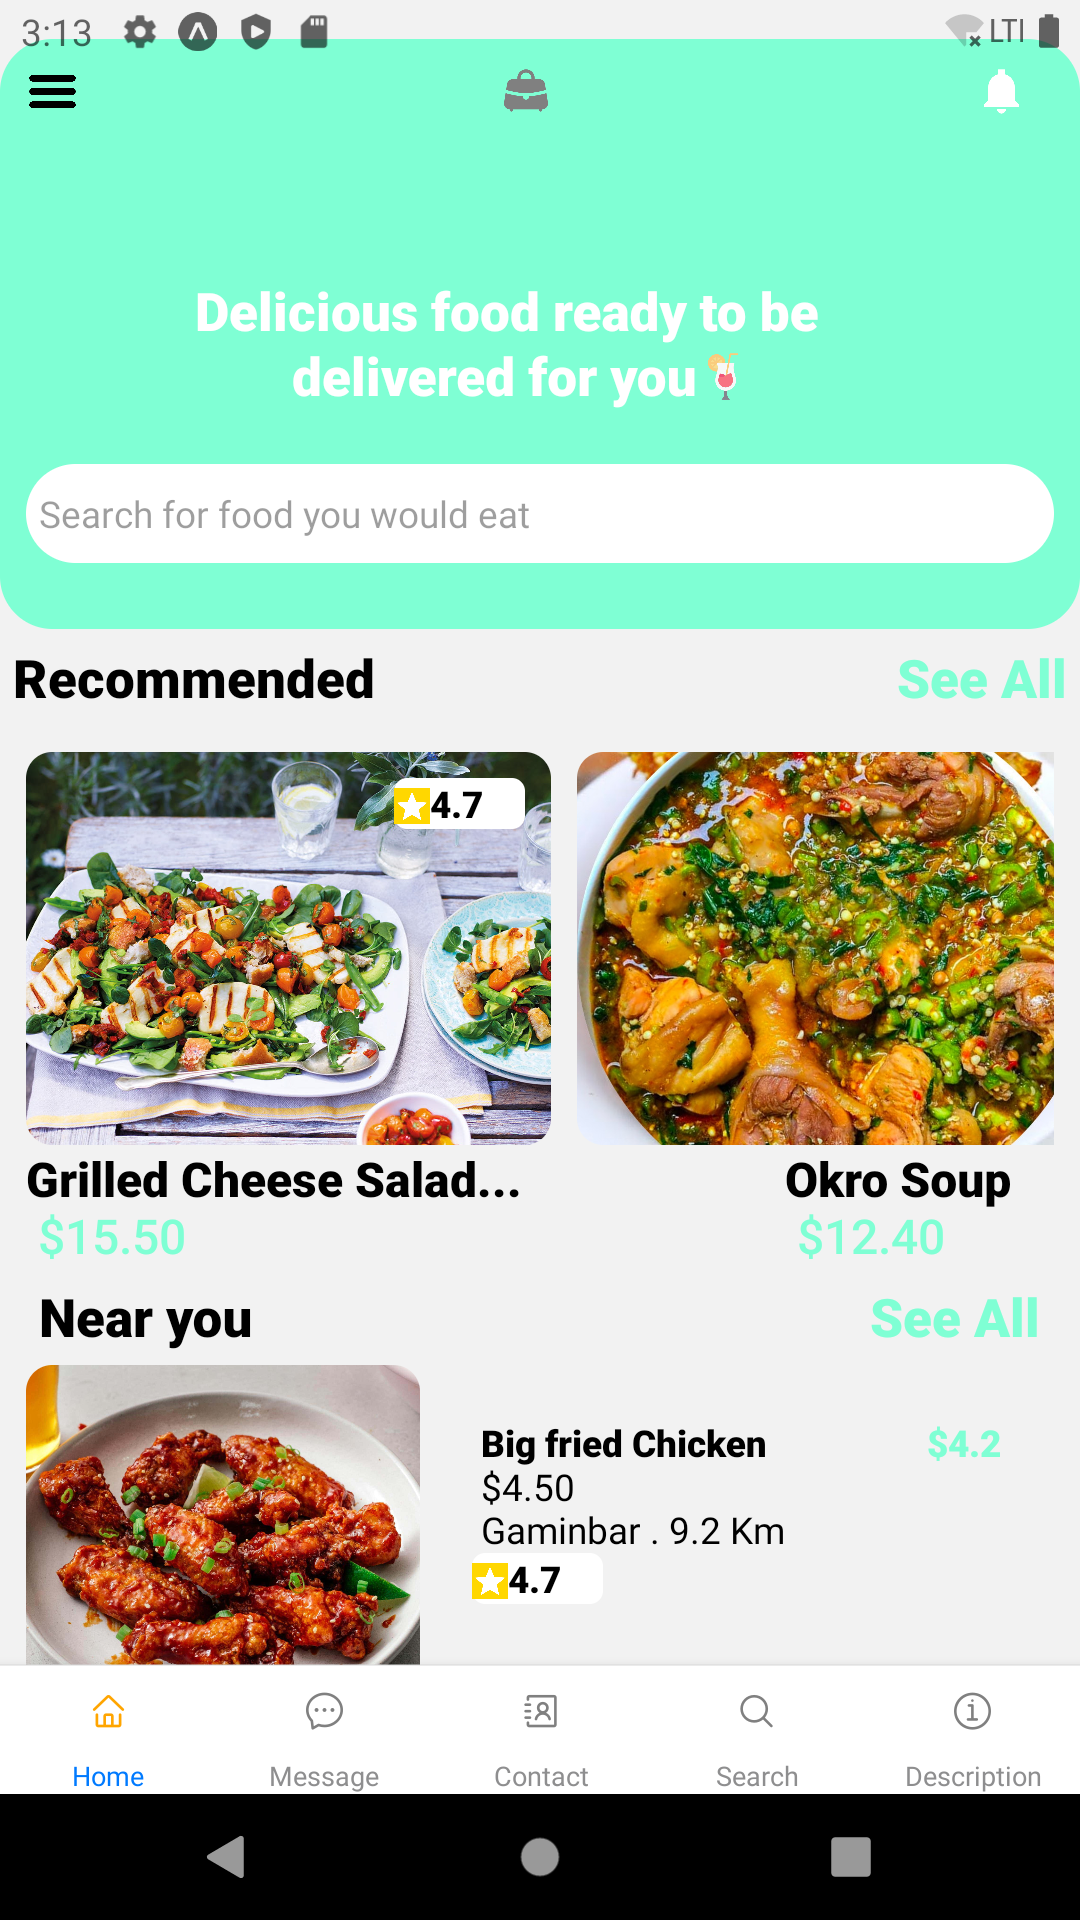 3:13
LTI
Delicious food ready to be
delivered for you🍹
Search for food you would eat
Recommended
See All
4.7
Grilled Cheese Salad...
Okro Soup
$15.50
$12.40
Near you
See All
Big fried Chicken
$4.2
$4.50
Gaminbar . 9.2 Km
4.7
Home
Message
Contact
Search
Description